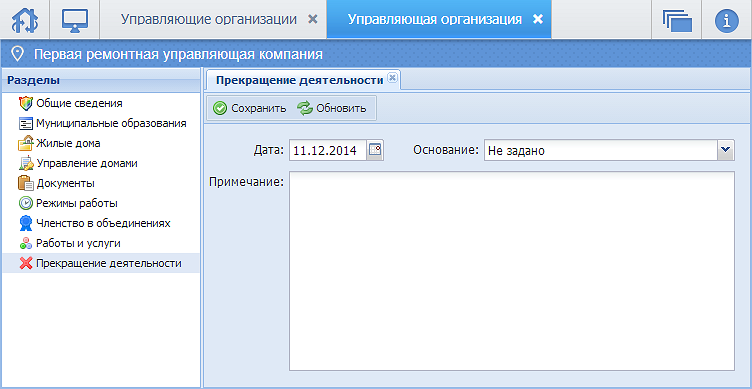 Управляющие организации
Управляющая организация
Первая ремонтная управляющая компания
Разделы
Общие сведения
Муниципальные образования
Жилые дома
Управление домами
Документы
Режимы работы
Членство в объединениях
Работы и услуги
Прекращение деятельности
Прекращение деятельности
Сохранить Обновить
Дата: 11.12.2014 Основание: Не задано
Примечание: